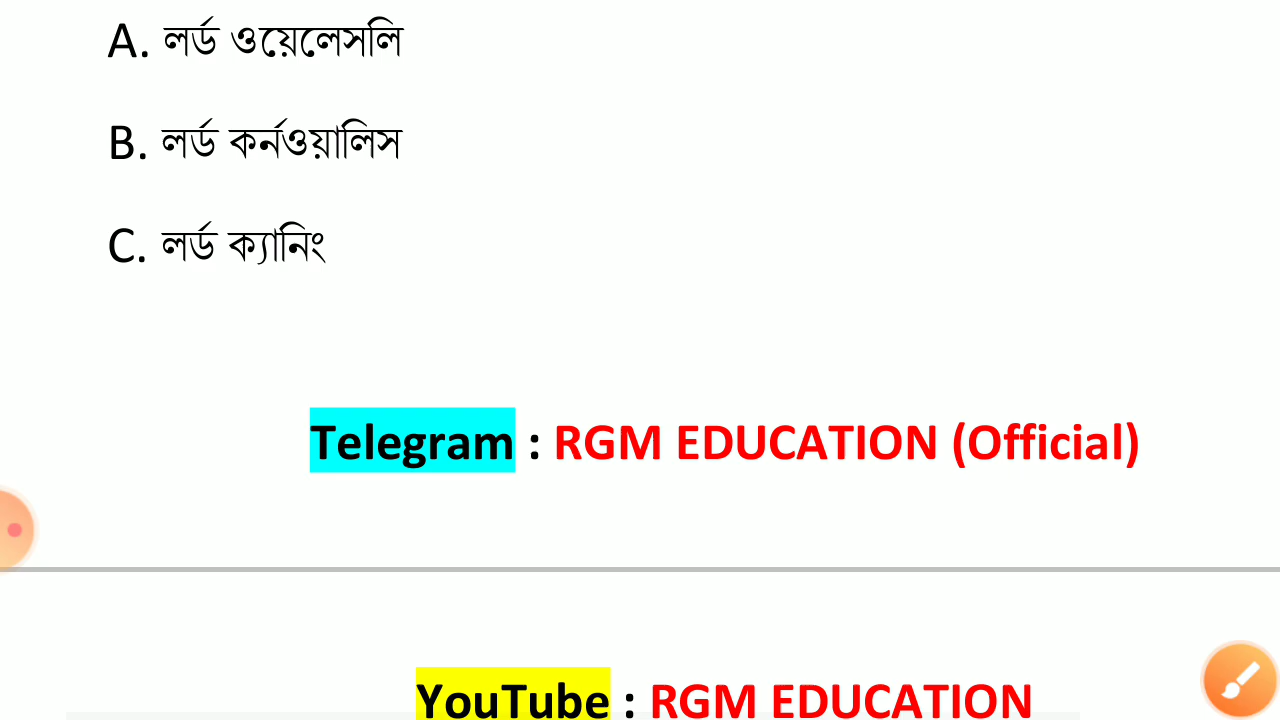 A. লর্ড ওয়েলেসলি
B. লর্ড কর্নওয়ালিস
C. লর্ড ক্যানিং
Telegram : RGM EDUCATION (Official)
YouTube : RGM EDUCATION